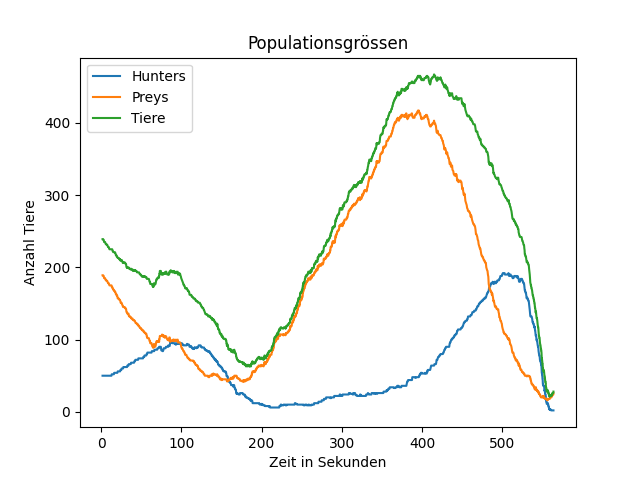 Populationsgrössen
Hunters
Preys
Tiere
Anzahl Tiere
400
300
200
100
0
0 100 200 300 400 500
Zeit in Sekunden